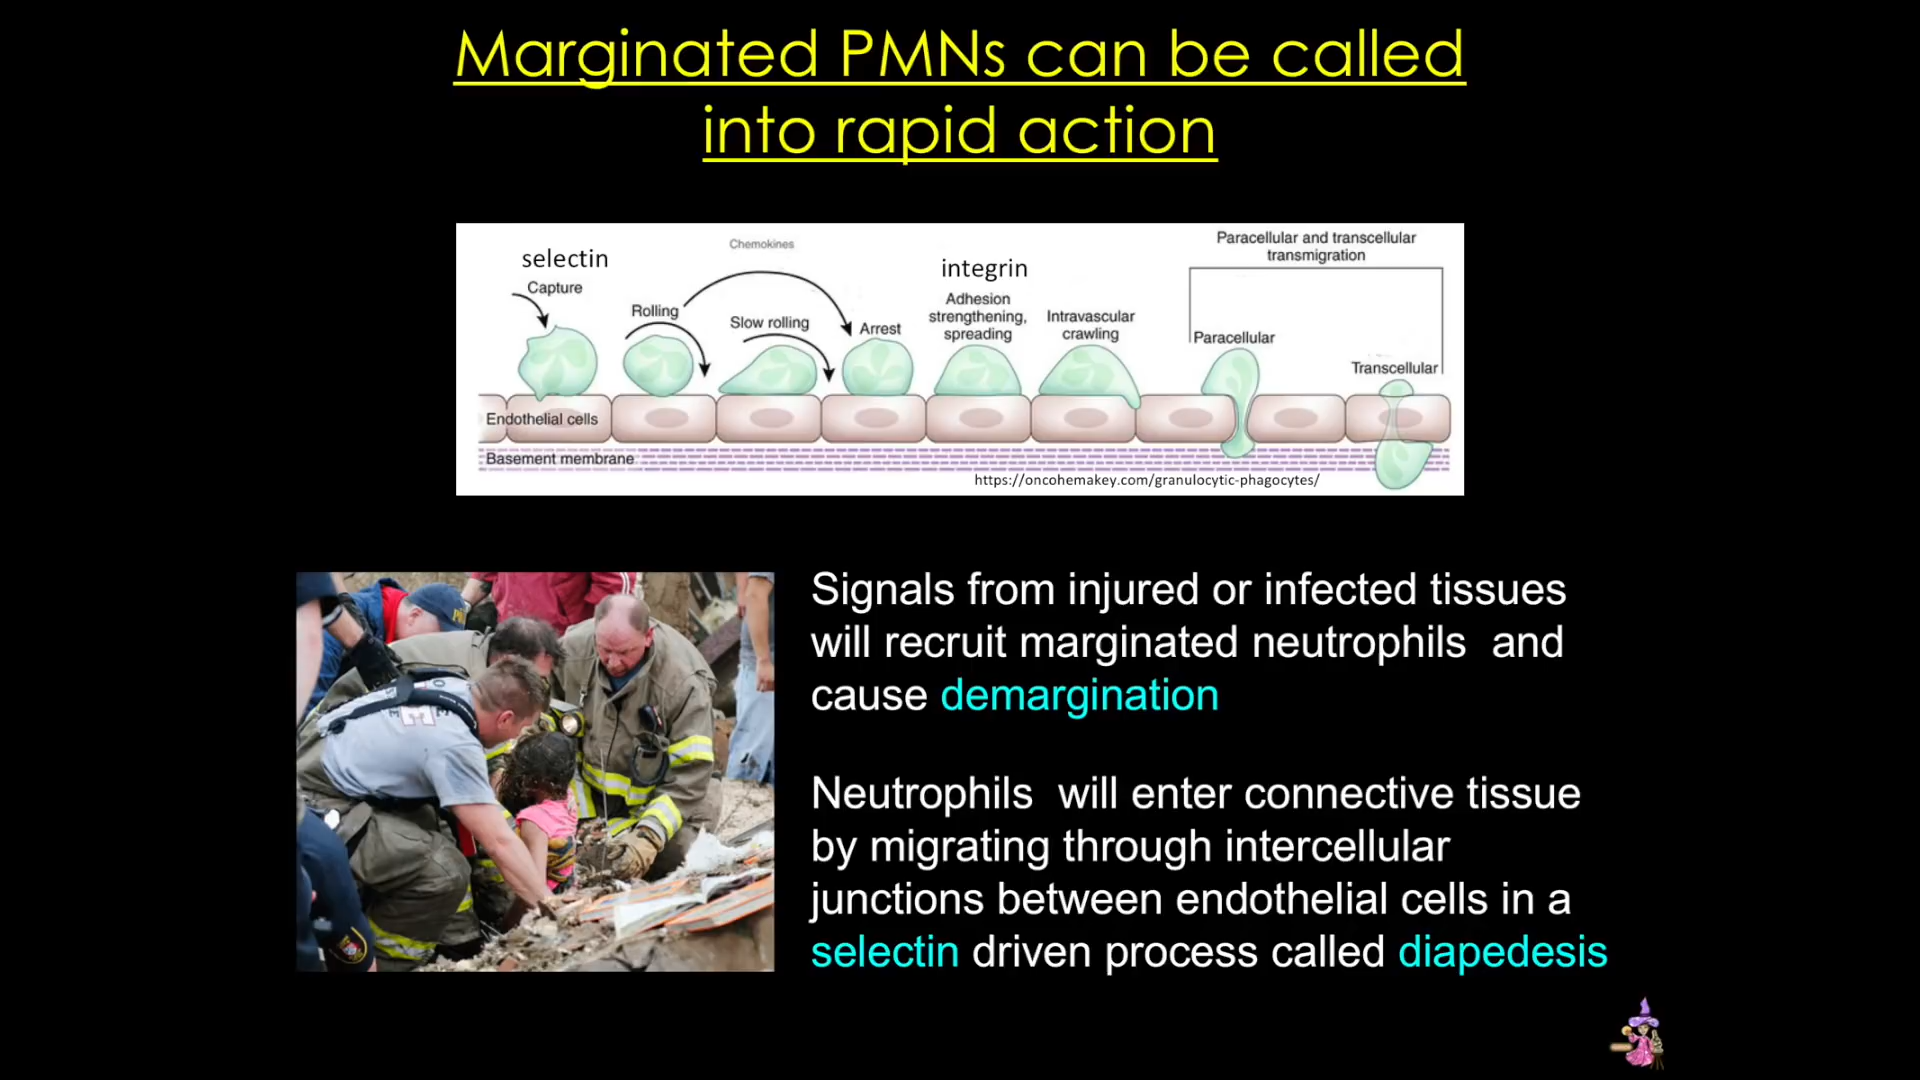 Marginated PMNs can be called
into rapid action
Chemokines
selectin
Capture
Rolling
Slow rolling
Arrest
integrin
Adhesion
strengthening,
spreading
Intravascular
crawling
Paracellular and transcellular
transmigration
Paracellular
Transcellular
Endothelial cells
Basement membrane
https://oncohemakey.com/granulocytic-phagocytes/
Signals from injured or infected tissues
will recruit marginated neutrophils and
cause demargination
Neutrophils will enter connective tissue
by migrating through intercellular
junctions between endothelial cells in a
selectin driven process called diapedesis